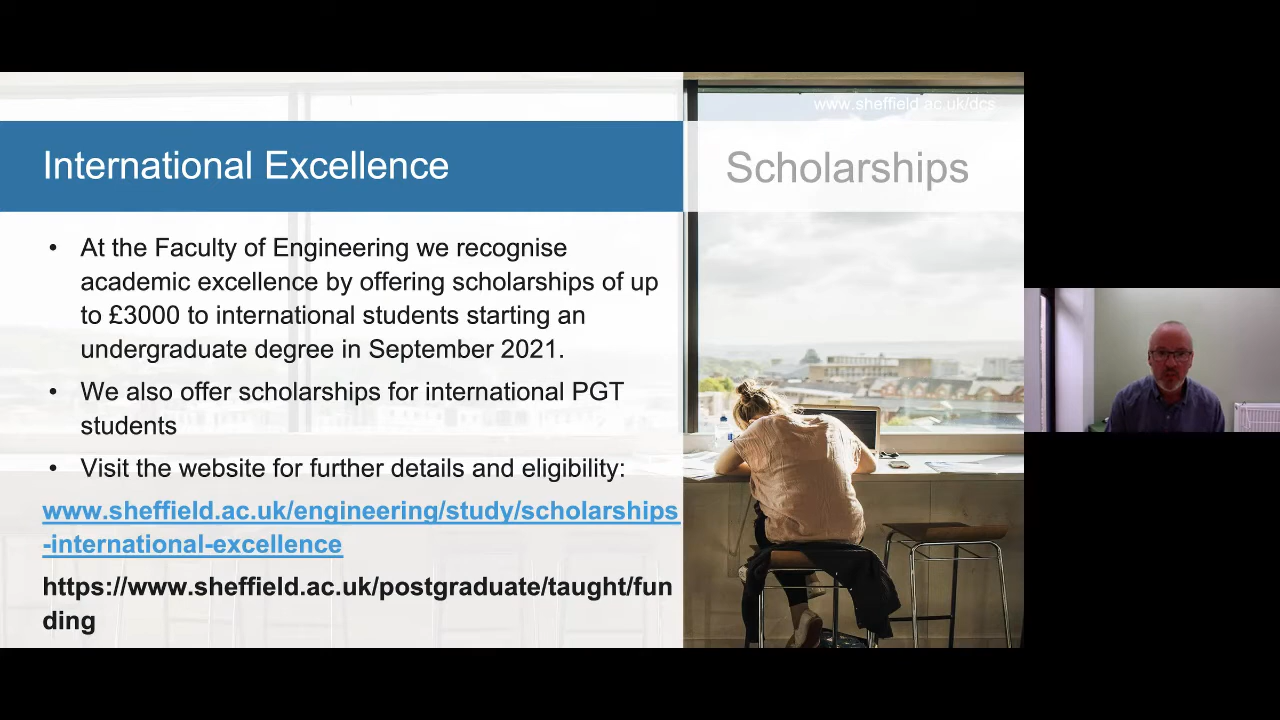 www.sheffield.ac.uk/dcs
International Excellence
Scholarships
• At the Faculty of Engineering we recognise
academic excellence by offering scholarships of up
to £3000 to international students starting an
undergraduate degree in September 2021.
• We also offer scholarships for international PGT
students
• Visit the website for further details and eligibility:
www.sheffield.ac.uk/engineering/study/scholarships
-international-excellence
https://www.sheffield.ac.uk/postgraduate/taught/fun
ding